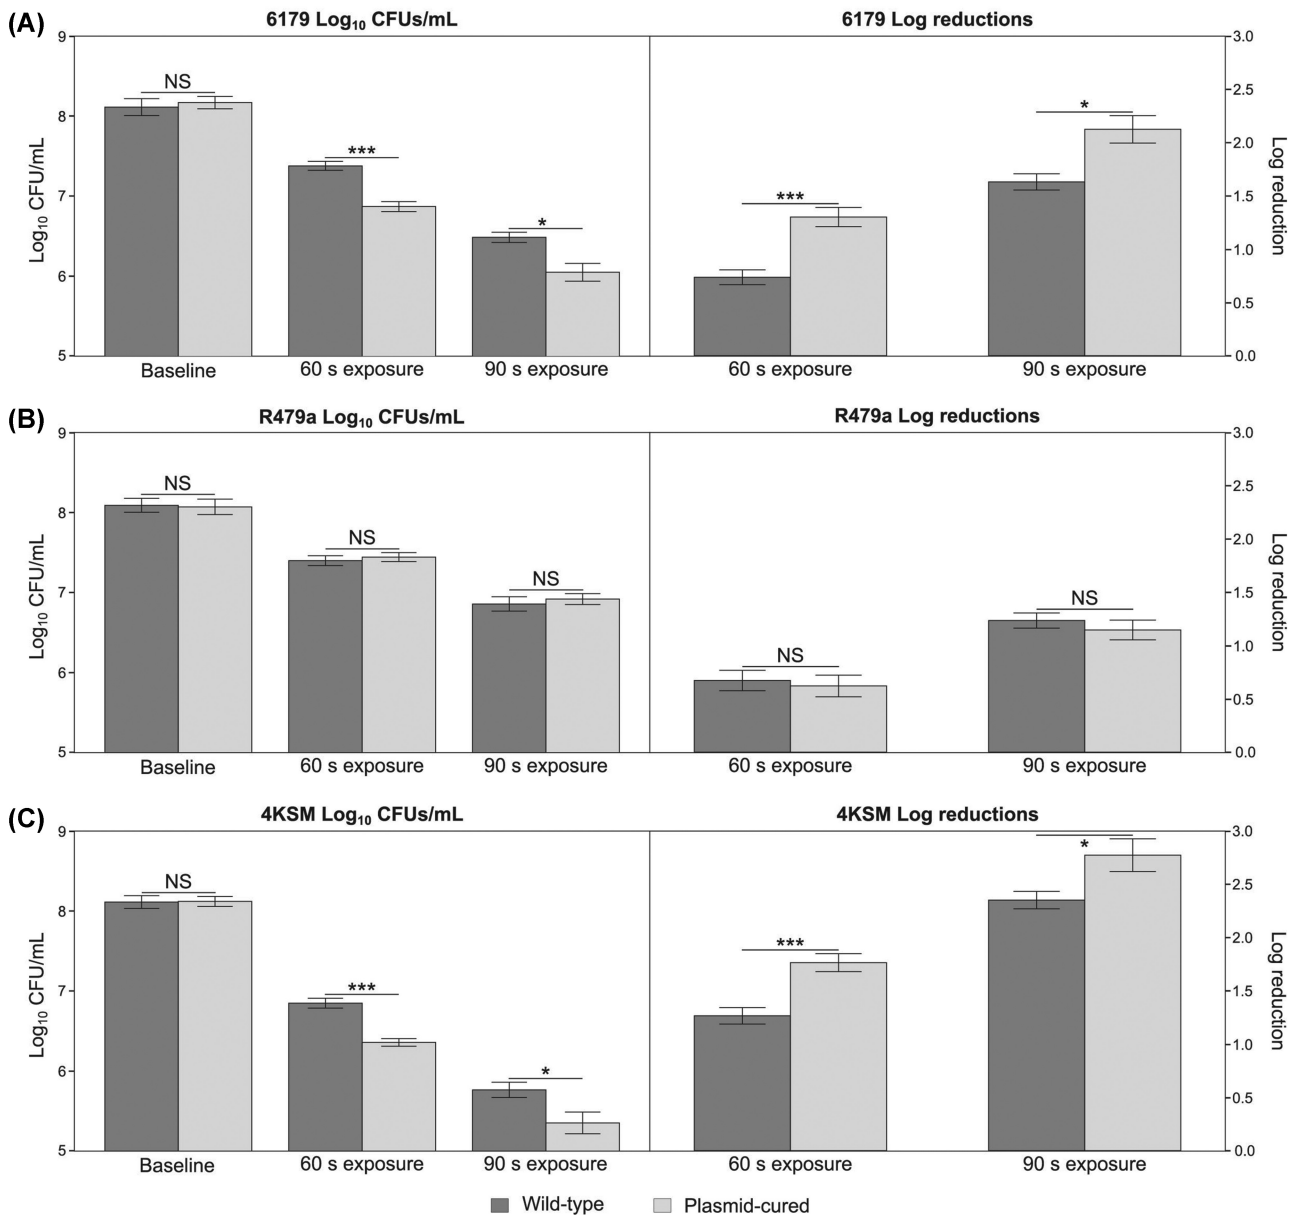 (A)
6179 Log₁₀ CFUs/mL
6179 Log reductions
9
8
7
6
5
Log₁₀ CFU/mL
NS
***
*
Baseline
60 s exposure
90 s exposure
***
*
60 s exposure
90 s exposure
3.0
2.5
2.0
1.5
1.0
0.5
0.0
Log reduction
(B)
R479a Log₁₀ CFUs/mL
R479a Log reductions
9
8
7
6
5
Log₁₀ CFU/mL
NS
NS
NS
Baseline
60 s exposure
90 s exposure
NS
NS
60 s exposure
90 s exposure
3.0
2.5
2.0
1.5
1.0
0.5
0.0
Log reduction
(C)
4KSM Log₁₀ CFUs/mL
4KSM Log reductions
9
8
7
6
5
Log₁₀ CFU/mL
NS
***
*
Baseline
60 s exposure
90 s exposure
***
*
60 s exposure
90 s exposure
3.0
2.5
2.0
1.5
1.0
0.5
0.0
Log reduction
Wild-type
Plasmid-cured